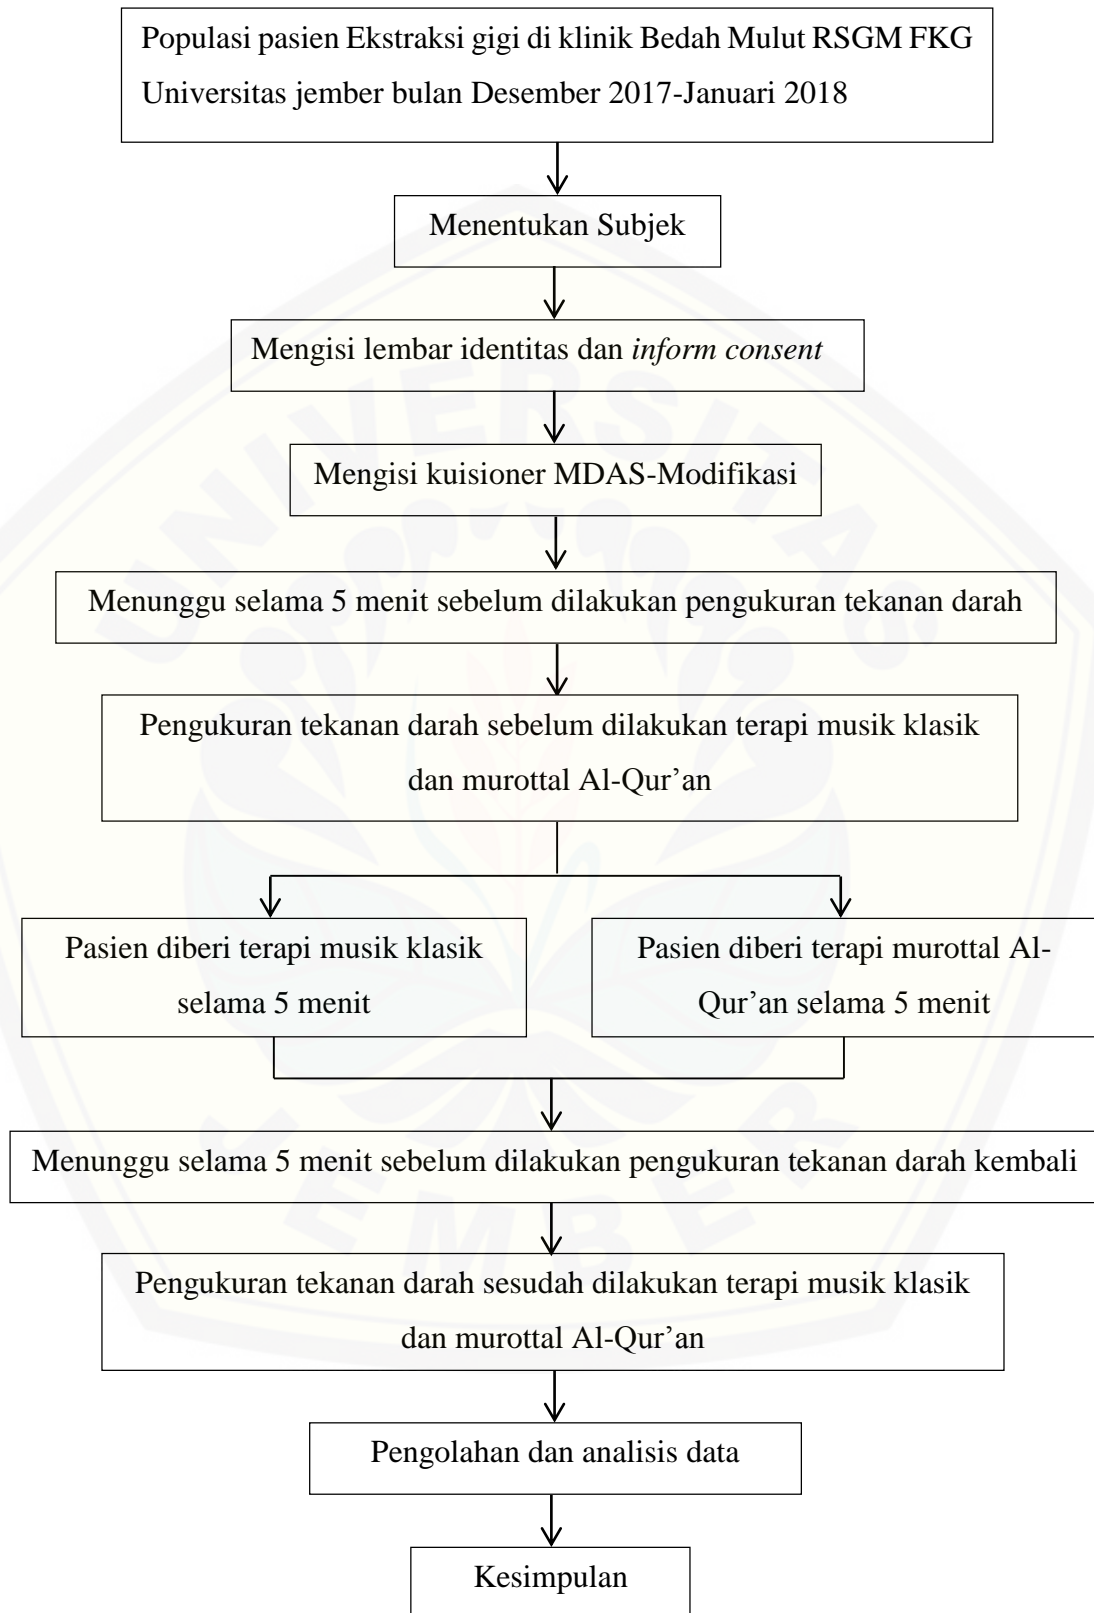 Populasi pasien Ekstraksi gigi di klinik Bedah Mulut RSGM FKG
Universitas jember bulan Desember 2017-Januari 2018
Menentukan Subjek
Mengisi lembar identitas dan inform consent
Mengisi kuisioner MDAS-Modifikasi
Menunggu selama 5 menit sebelum dilakukan pengukuran tekanan darah
Pengukuran tekanan darah sebelum dilakukan terapi musik klasik
dan murottal Al-Qur’an
Pasien diberi terapi musik klasik
selama 5 menit
Pasien diberi terapi murottal Al-
Qur’an selama 5 menit
Menunggu selama 5 menit sebelum dilakukan pengukuran tekanan darah kembali
Pengukuran tekanan darah sesudah dilakukan terapi musik klasik
dan murottal Al-Qur’an
Pengolahan dan analisis data
Kesimpulan
UNIVERSITAS
JEMBER